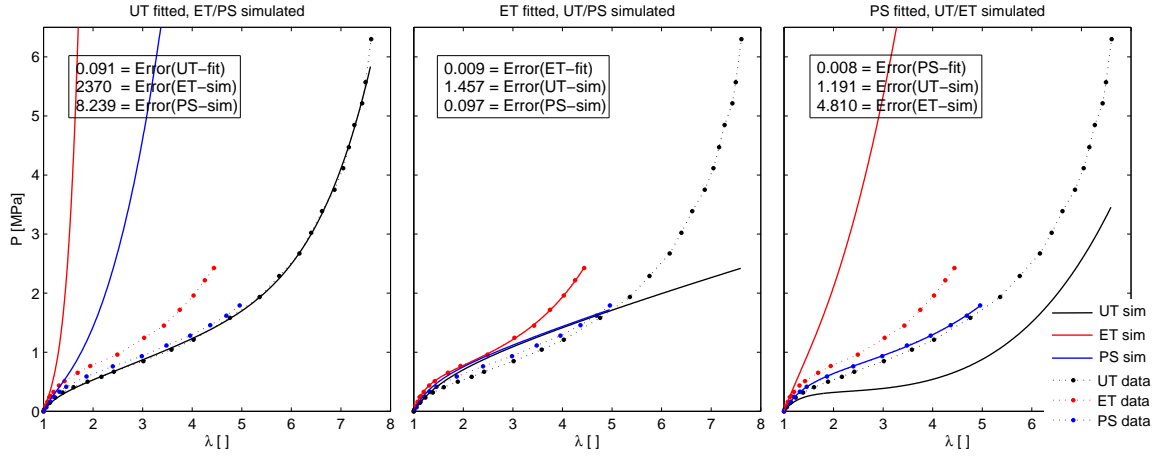 UT fitted, ET/PS simulated
ET fitted, UT/PS simulated
PS fitted, UT/ET simulated
0.091 = Error(UT−fit)
2370 = Error(ET−sim)
8.239 = Error(PS−sim)
0.009 = Error(ET−fit)
1.457 = Error(UT−sim)
0.097 = Error(PS−sim)
0.008 = Error(PS−fit)
1.191 = Error(UT−sim)
4.810 = Error(ET−sim)
P [MPa]
6
5
4
3
2
1
0
1 2 3 4 5 6 7 8
λ [ ]
1 2 3 4 5 6 7 8
λ [ ]
1 2 3 4 5 6
λ [ ]
8
UT sim
ET sim
PS sim
UT data
ET data
PS data